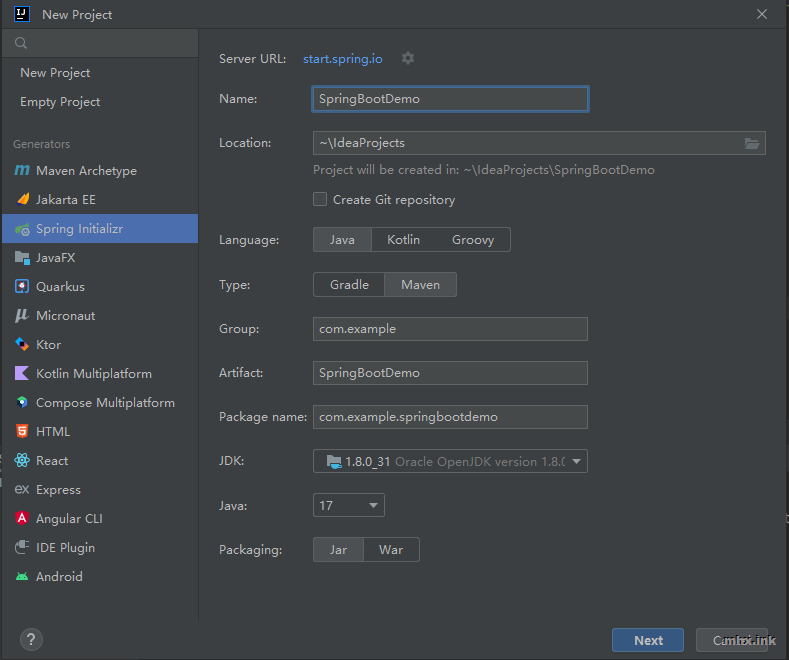 New Project
New Project
Empty Project
Generators
Maven Archetype
Jakarta EE
Spring Initializr
JavaFX
Quarkus
Micronaut
Ktor
Kotlin Multiplatform
Compose Multiplatform
HTML
React
ex Express
Angular CLI
IDE Plugin
Android
?
Server URL: start.spring.io
Name: SpringBootDemo
Location: ~\IdeaProjects
Project will be created in: ~\IdeaProjects\SpringBootDemo
Create Git repository
Language: Java Kotlin Groovy
Type: Gradle Maven
Group: com.example
Artifact: SpringBootDemo
Package name: com.example.springbootdemo
JDK: 1.8.0_31 Oracle OpenJDK version 1.8.0
Java: 17
Packaging: Jar War
Next